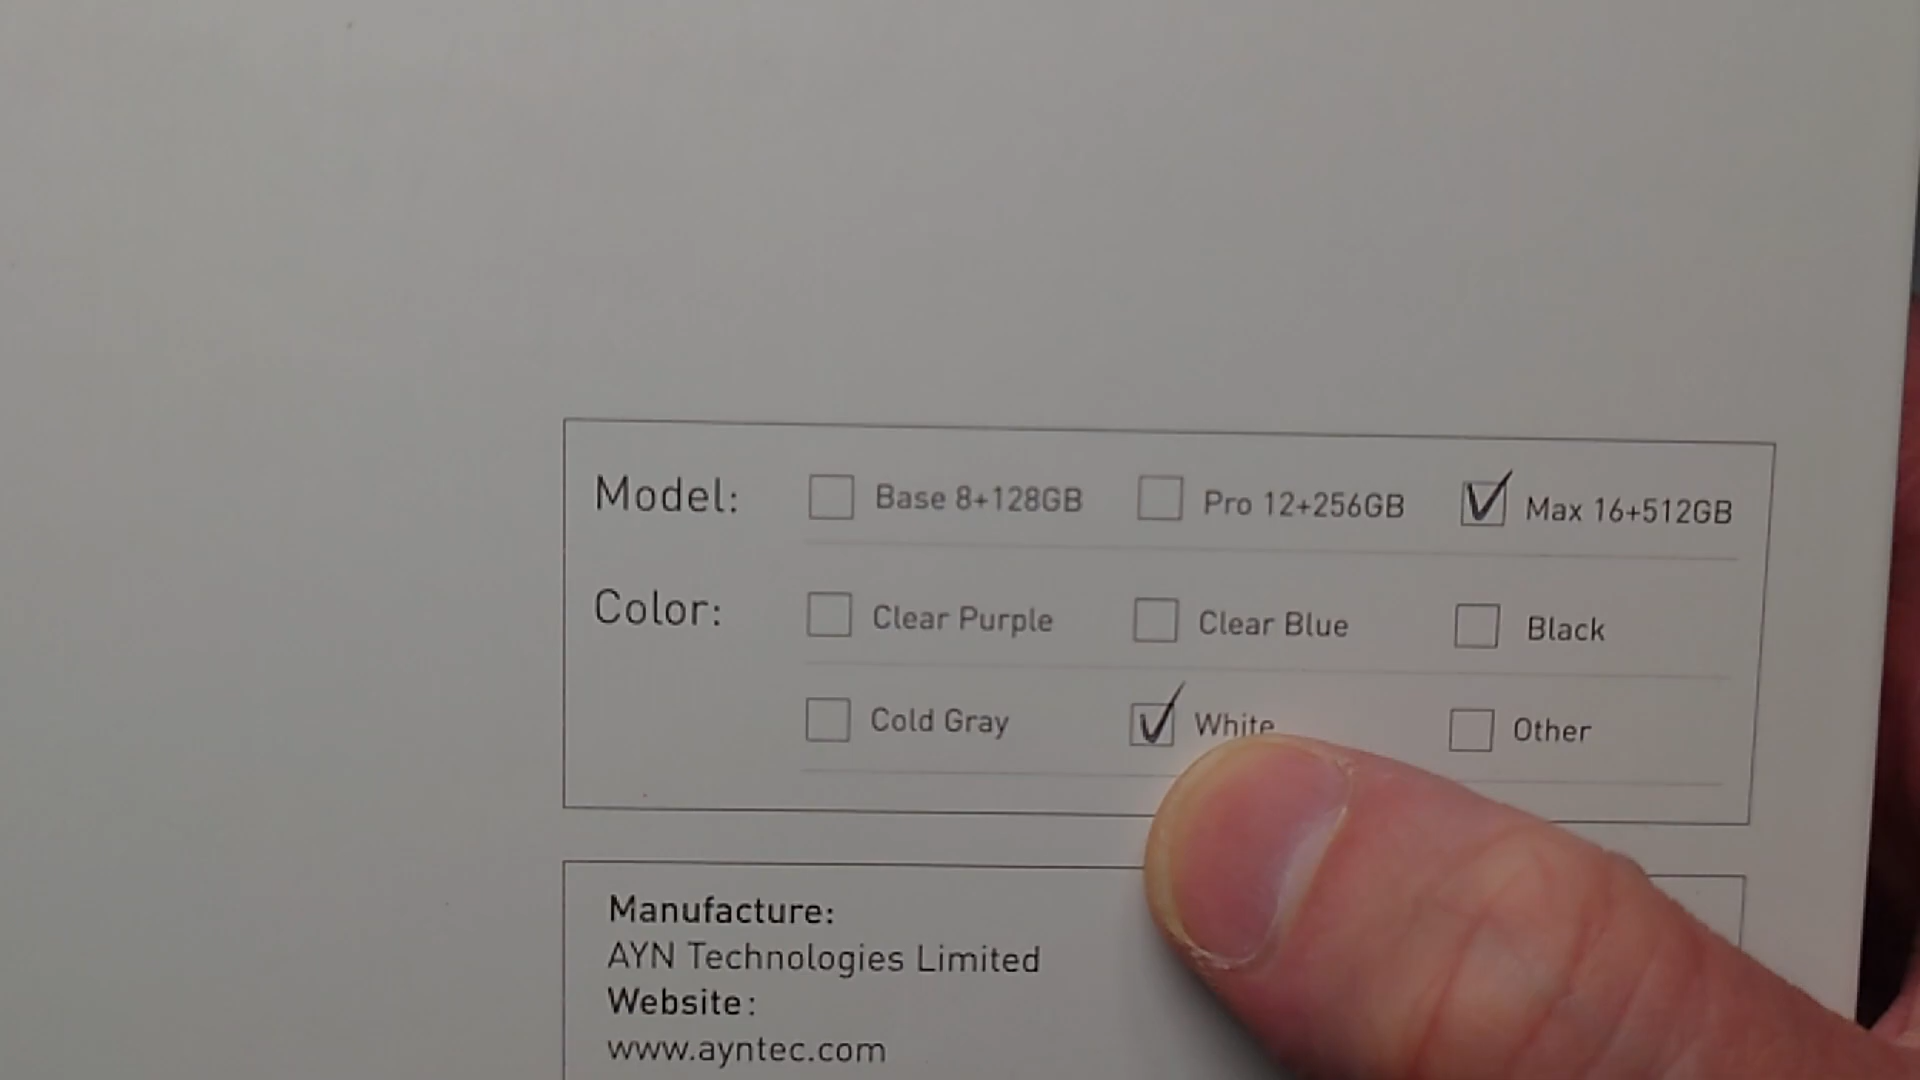 Model: Base 8+128GB Pro 12+256GB Max 16+512GB
Color: Clear Purple Clear Blue Black
Cold Gray White Other
Manufacture:
AYN Technologies Limited
Website:
www.ayntec.com